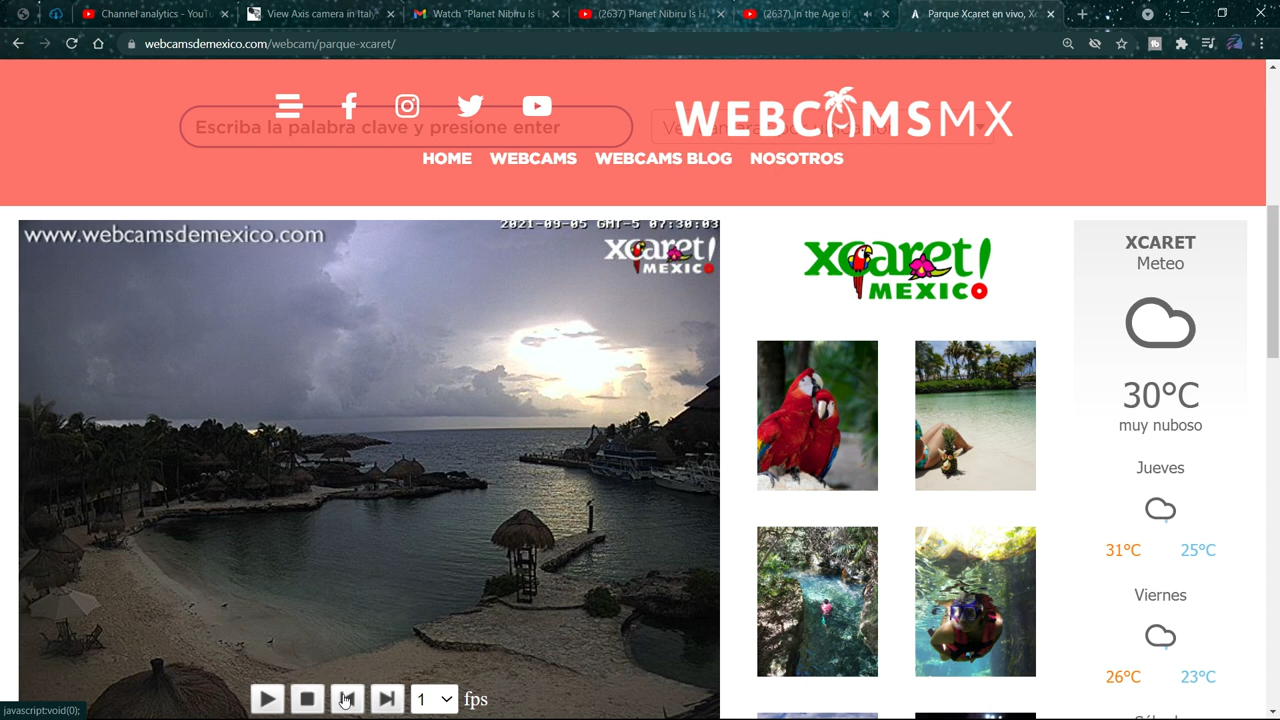 Channel analytics - YouTu
View Axis camera in Italy
Watch "Planet Nibiru Is H
(2637) Planet Nibiru Is H
(2637) In the Age of
Parque Xcaret en vivo, Xc
webcamsdemexico.com/webcam/parque-xcaret/
Escriba la palabra clave y presione enter
WEBCAMSMX
HOME WEBCAMS WEBCAMS BLOG NOSOTROS
2021-09-05 GMT-5 07:30:03
www.webcamsdemexico.com
xcaret!
MEXICO
xcaret!
MEXICO
XCARET
Meteo
30°C
muy nuboso
Jueves
31°C 25°C
Viernes
26°C 23°C
1 fps
javascript:void(0);